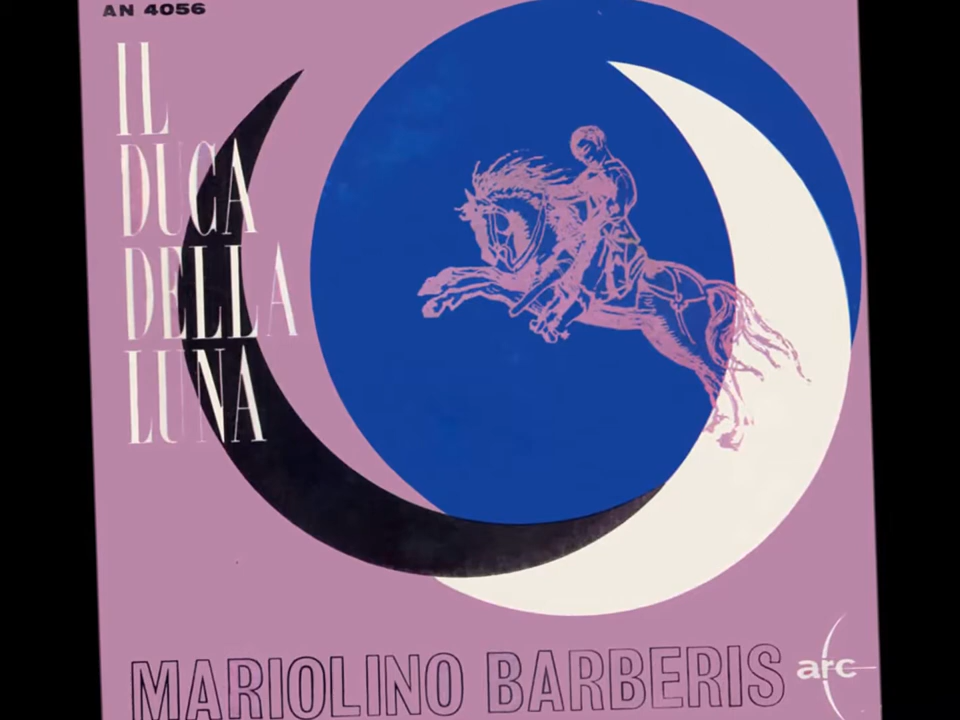 AN 4056
IL
DUCA
DELLA
LUNA
MARIOLINO BARBERIS
arc